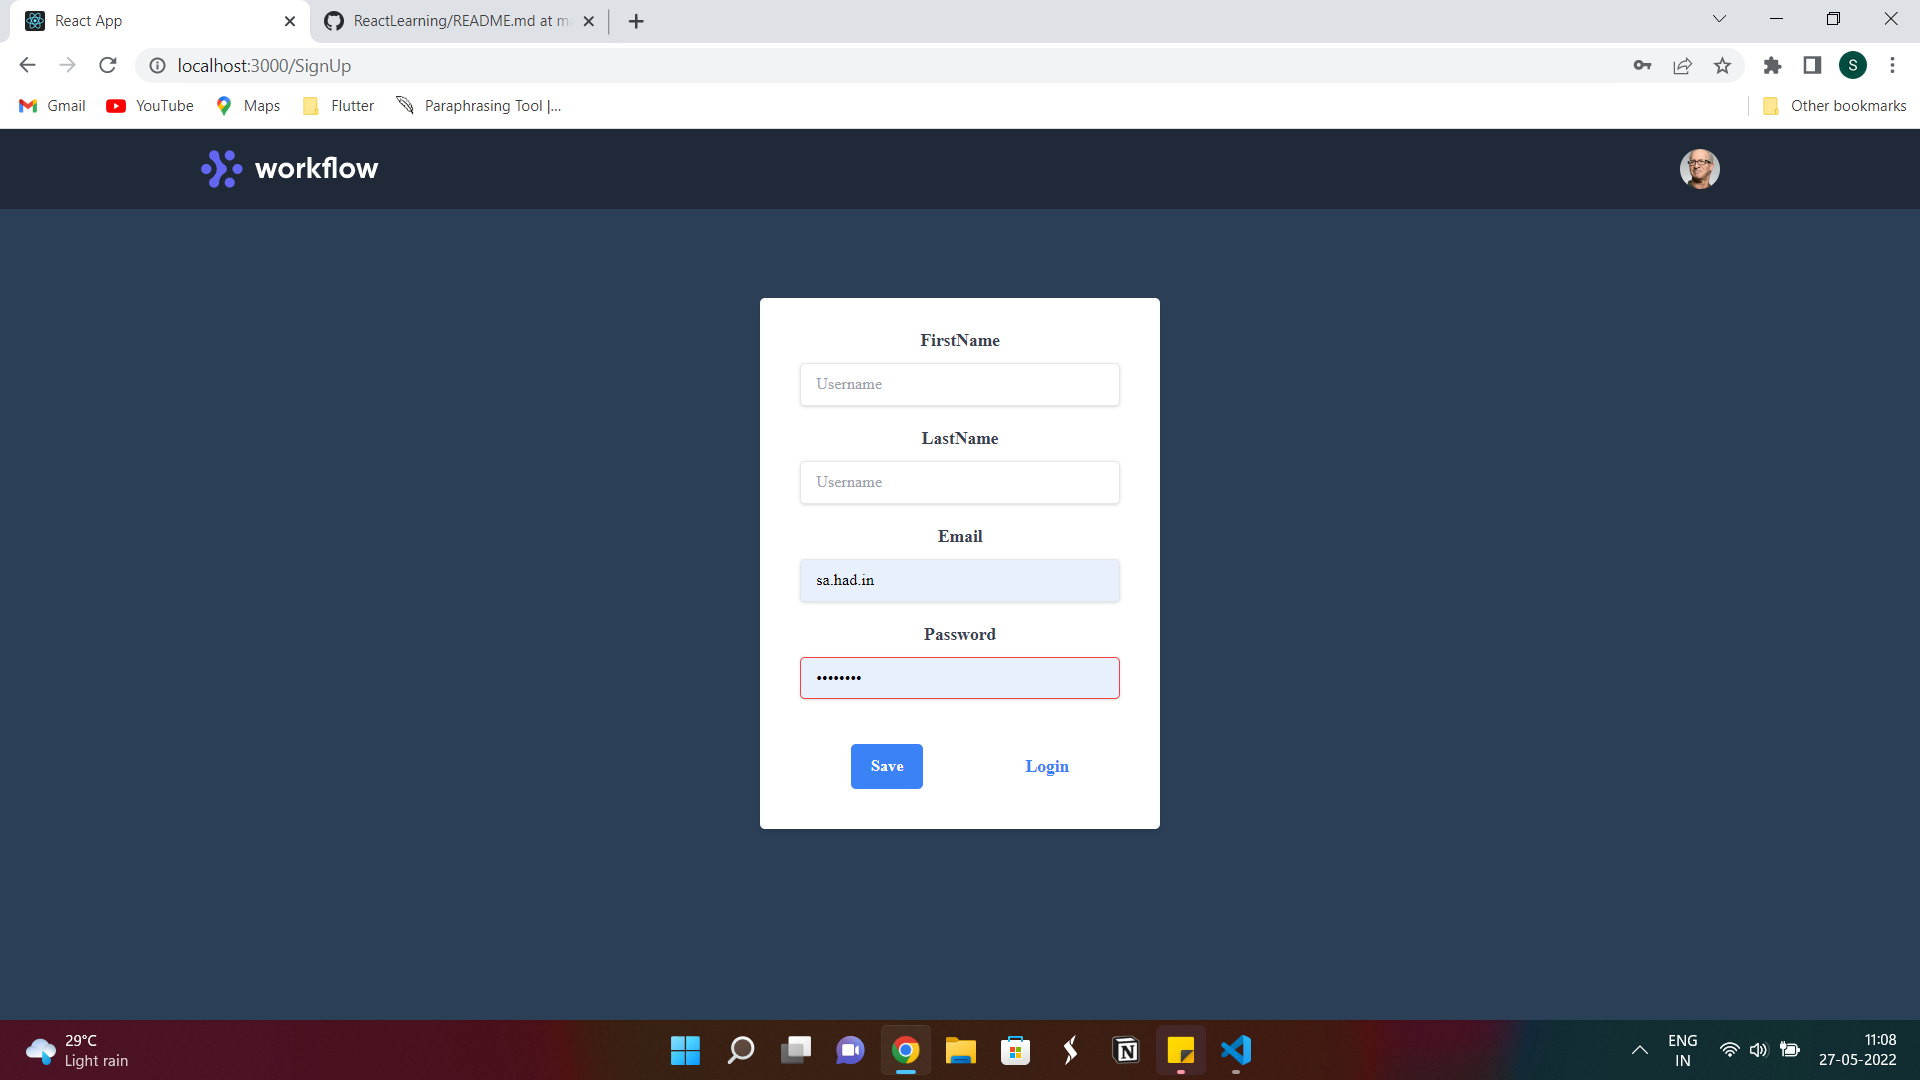 React App
ReactLearning/README.md at ma
localhost:3000/SignUp
S
Gmail
YouTube
Maps
Flutter
Paraphrasing Tool |...
Other bookmarks
workflow
FirstName
Username
LastName
Username
Email
sa.had.in
Password
••••••••
Save
Login
29°C
Light rain
ENG
IN
11:08
27-05-2022